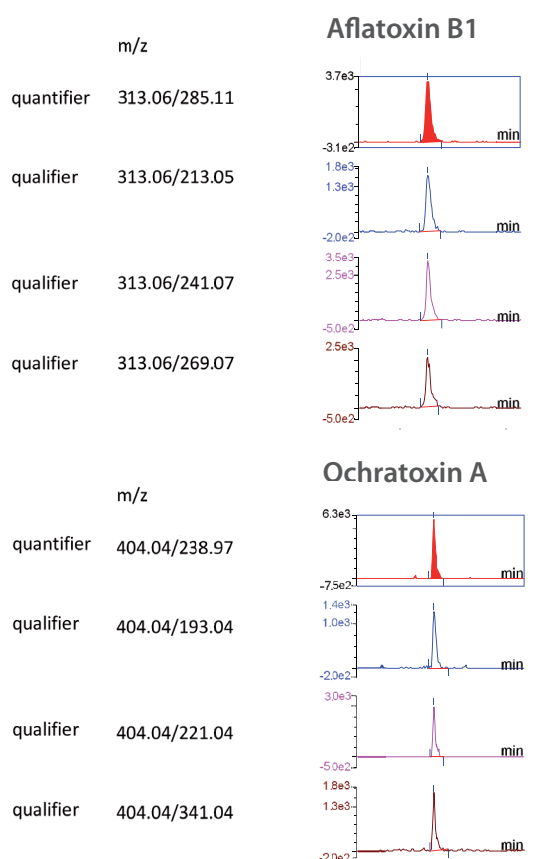 Aflatoxin B1
m/z
quantifier 313.06/285.11
3.7e3
-3.1e2
min
qualifier 313.06/213.05
1.8e3
1.3e3
-2.0e2
min
qualifier 313.06/241.07
3.5e3
2.5e3
-5.0e2
min
qualifier 313.06/269.07
2.5e3
-5.0e2
min
Ochratoxin A
m/z
quantifier 404.04/238.97
6.3e3
-7.5e2
min
qualifier 404.04/193.04
1.4e3
1.0e3
-2.0e2
min
qualifier 404.04/221.04
3.0e3
-5.0e2
min
qualifier 404.04/341.04
1.8e3
1.3e3
-2.0e2
min